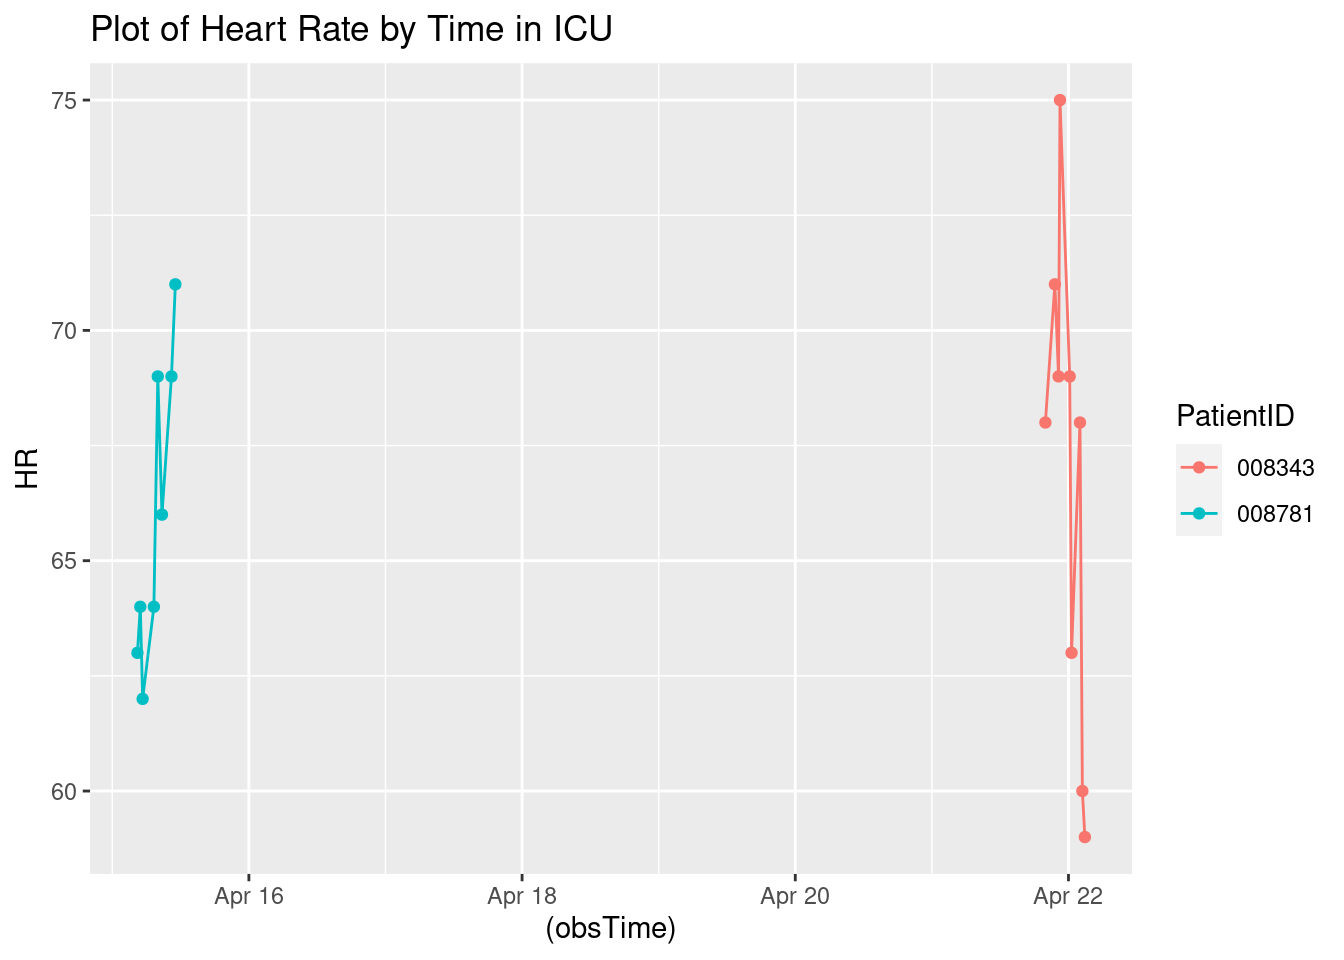 Plot of Heart Rate by Time in ICU
75
70
65
60
HR
Apr 16
Apr 18
Apr 20
Apr 22
(obsTime)
PatientID
008343
008781